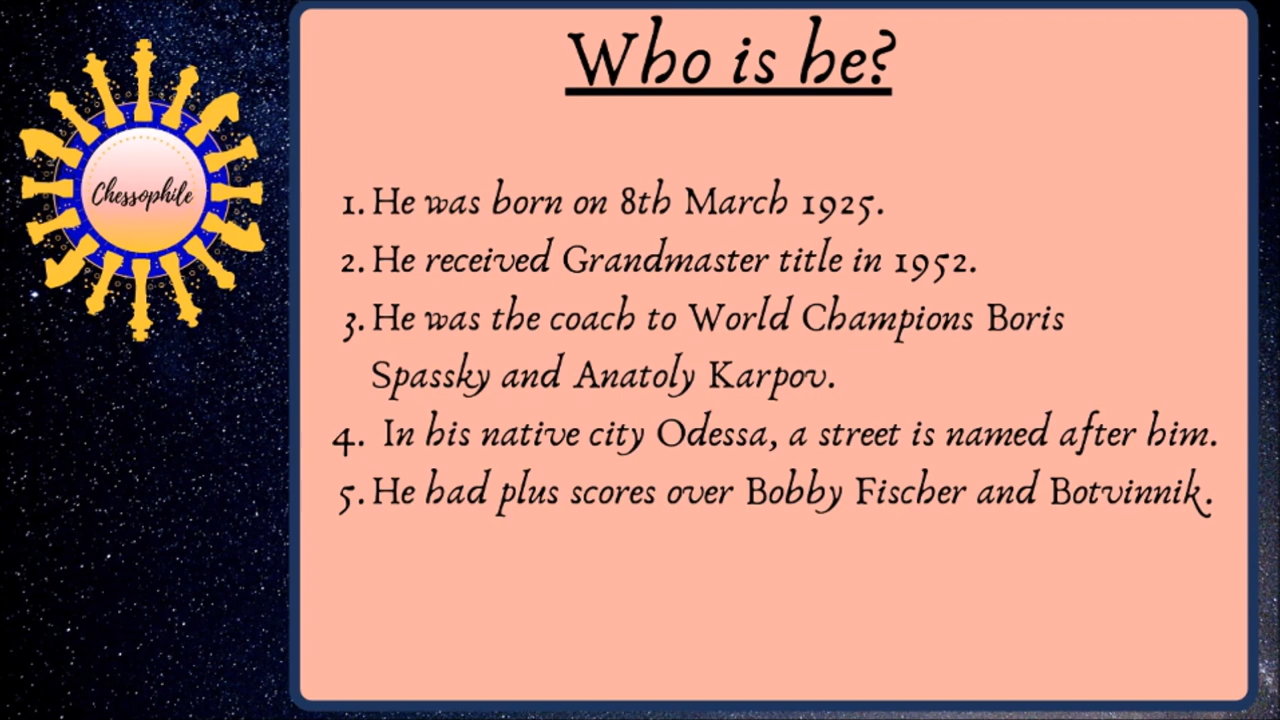 Who is he?
Chessophile
1. He was born on 8th March 1925.
2. He received Grandmaster title in 1952.
3. He was the coach to World Champions Boris
Spassky and Anatoly Karpov.
4. In his native city Odessa, a street is named after him.
5. He had plus scores over Bobby Fischer and Botvinnik.